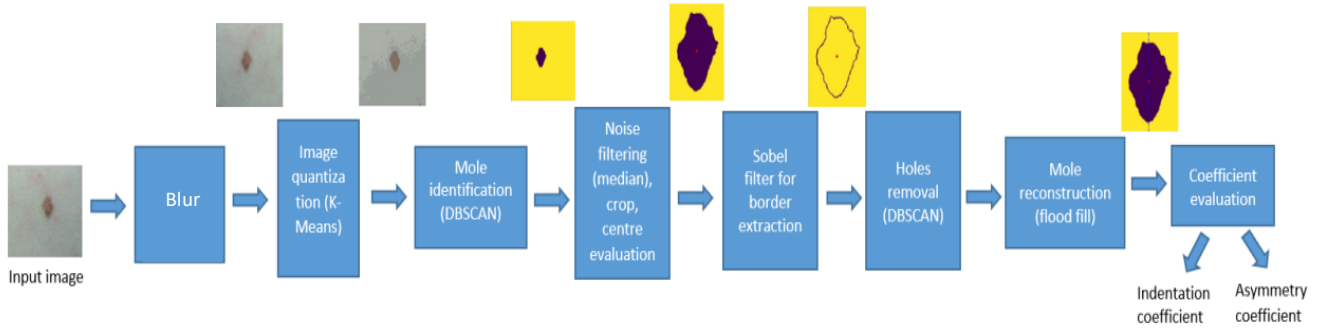 Input image
Blur
Image
quantiza
tion (K-
Means)
Mole
identification
(DBSCAN)
Noise
filtering
(median),
crop,
centre
evaluation
Sobel
filter for
border
extraction
Holes
removal
(DBSCAN)
Mole
reconstruction
(flood fill)
Coefficient
evaluation
Indentation
coefficient
Asymmetry
coefficient